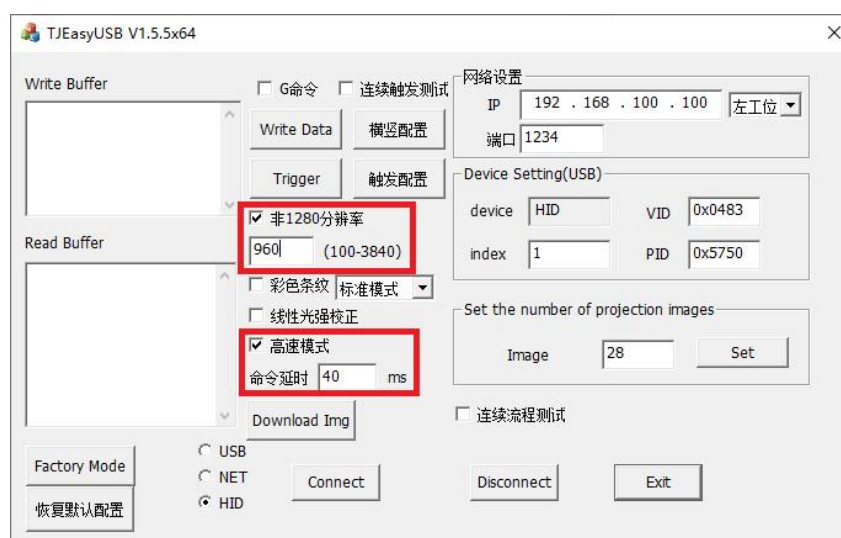 TJEasyUSB V1.5.5x64
Write Buffer
G命令
连续触发测试
Write Data
横竖配置
Trigger
触发配置
非1280分辨率
960
(100-3840)
Read Buffer
彩色条纹
标准模式
线性光强校正
高速模式
命令延时 40 ms
Download Img
网络设置
IP 192 . 168 . 100 . 100 左工位
端口 1234
Device Setting(USB)
device HID VID 0x0483
index 1 PID 0x5750
Set the number of projection images
Image 28 Set
连续流程测试
Factory Mode
恢复默认配置
USB
NET
HID
Connect
Disconnect
Exit